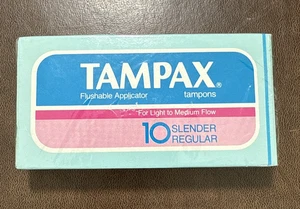 TAMPAX®
Flushable Applicator tampons
For Light to Medium Flow
10 SLENDER
REGULAR